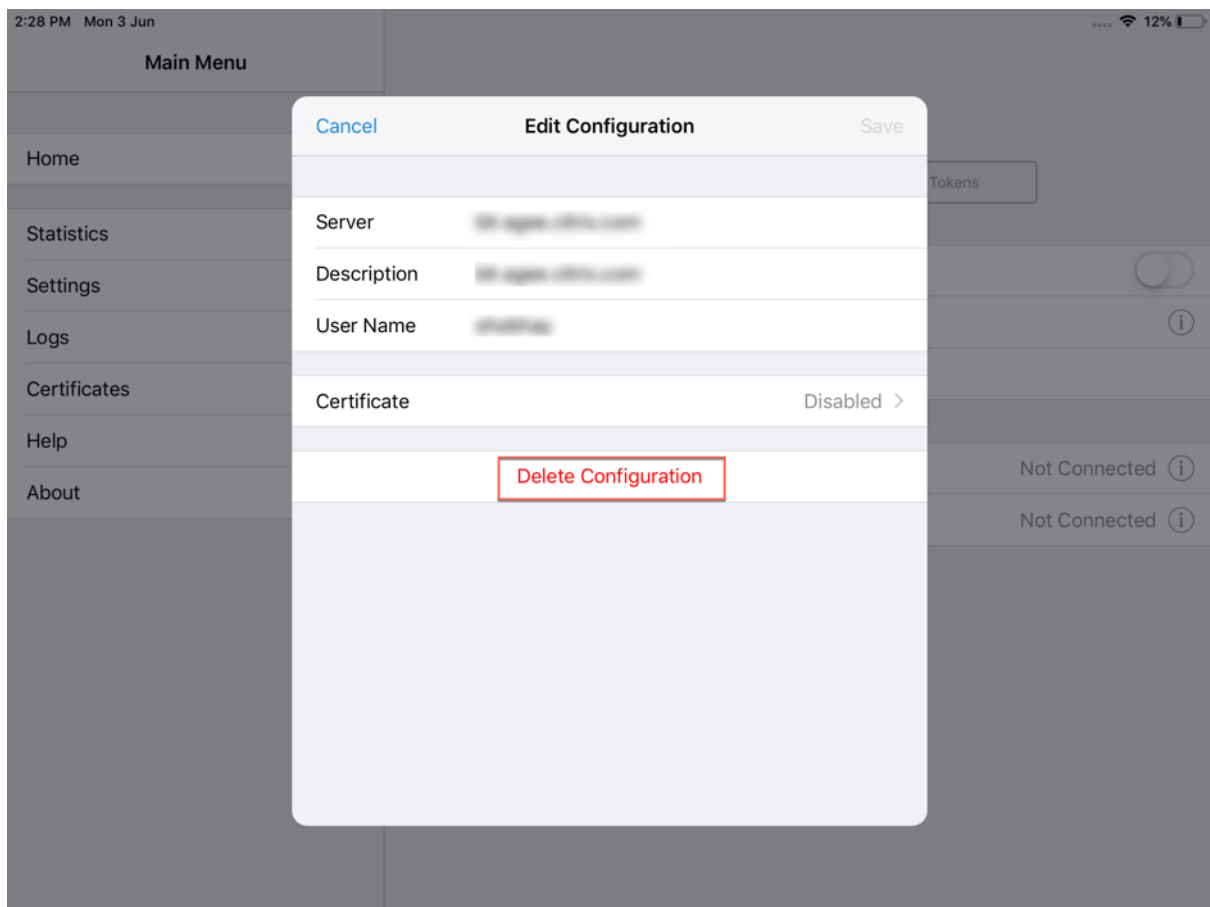 2:28 PM Mon 3 Jun
12%
Main Menu
Cancel
Edit Configuration
Save
Home
Tokens
Server
Statistics
Description
Settings
User Name
Logs
Certificates
Certificate
Disabled
Help
Delete Configuration
Not Connected
About
Not Connected